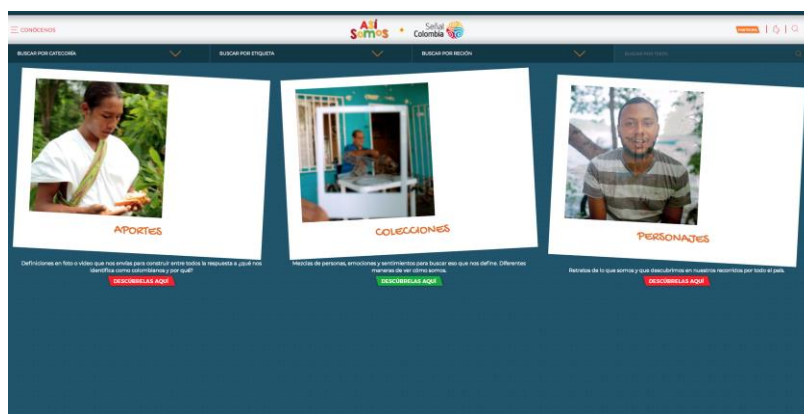 CONÓCENOS
ASÍ
SOMOS
Señal
Colombia
BUSCAR POR CATEGORÍA
BUSCAR POR ETIQUETA
BUSCAR POR REGIÓN
BUSCAR POR
APORTES
COLECCIONES
PERSONAJES
Definiciones en foto o video que nos envías para construir entre todos la respuesta a ¿qué nos
identifica como colombianos y por qué?
DESCÚBRELAS AQUÍ
Mezclas de personas, emociones y sentimientos para buscar eso que nos define. Diferentes
maneras de ver cómo somos.
DESCÚBRELAS AQUÍ
Retratos de lo que somos y que descubrimos en nuestros recorridos por todo el país.
DESCÚBRELAS AQUÍ